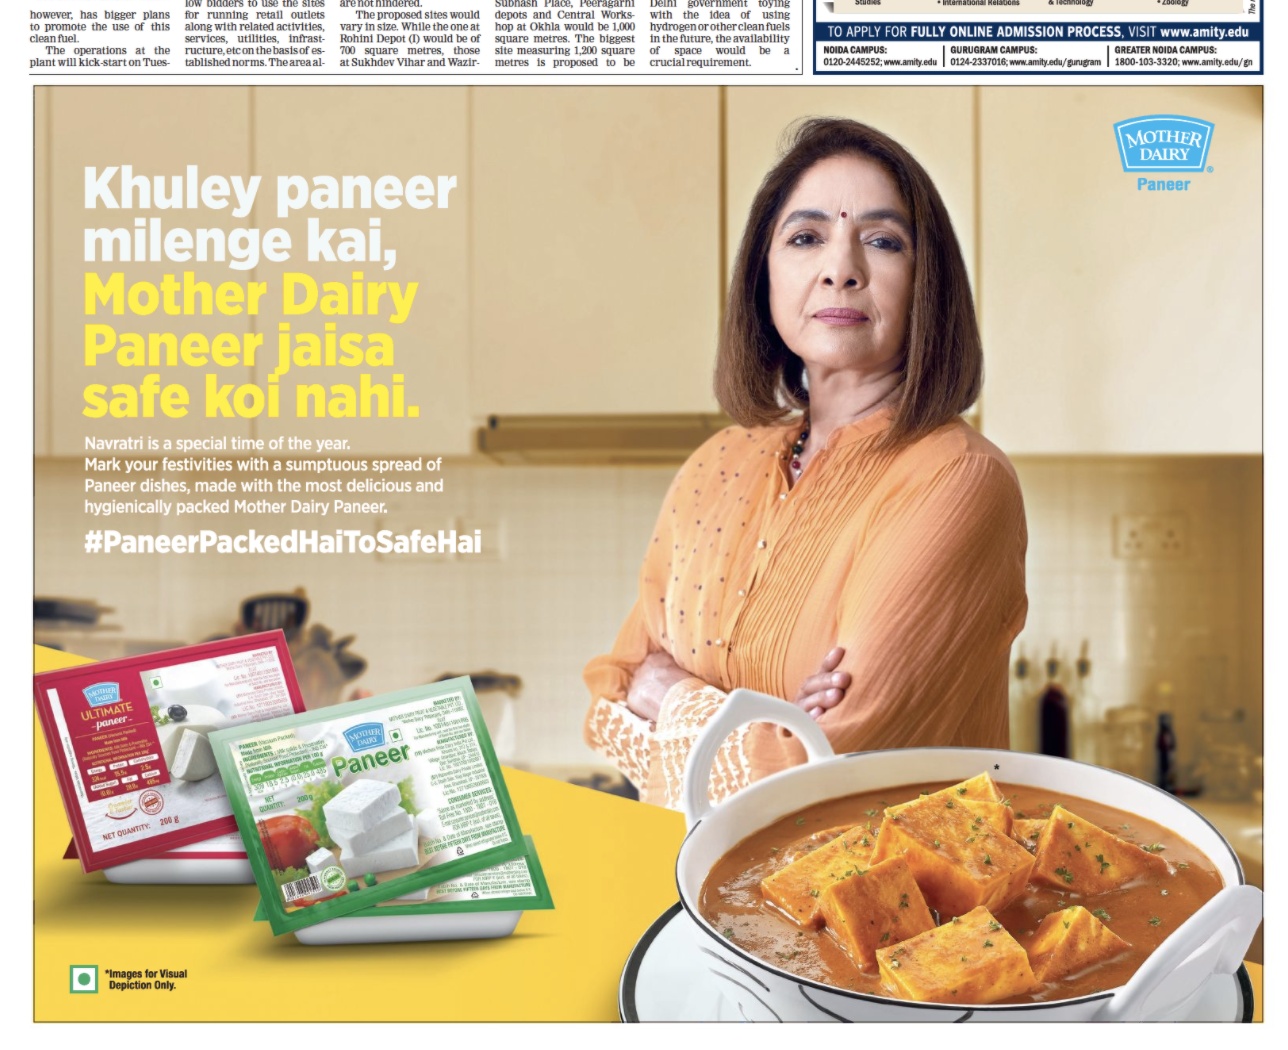 however, has bigger plans
to promote the use of this
clean fuel.
The operations at the
plant will kick-start on Tues-
low bidders to use the sites
for running retail outlets
along with related activities,
services, utilities, infrast-
ructure, etc on the basis of es-
tablished norms. The area al-
are not hindered.
The proposed sites would
vary in size. While the one at
Rohini Depot (I) would be of
700 square metres, those
at Sukhdev Vihar and Wazir-
Subhash Place, Peeragarhi
depots and Central Works-
hop at Okhla would be 1,000
square metres. The biggest
site measuring 1,200 square
metres is proposed to be
Delhi government toying
with the idea of using
hydrogen or other clean fuels
in the future, the availability
of space would be a
crucial requirement.
Studies
• International Relations
& Technology
• Zoology
TO APPLY FOR FULLY ONLINE ADMISSION PROCESS, VISIT www.amity.edu
NOIDA CAMPUS:
0120-2445252; www.amity.edu
GURUGRAM CAMPUS:
0124-2337016; www.amity.edu/gurugram
GREATER NOIDA CAMPUS:
1800-103-3320; www.amity.edu/gn
MOTHER
DAIRY
®
Paneer
Khuley paneer
milenge kai,
Mother Dairy
Paneer jaisa
safe koi nahi.
Navratri is a special time of the year.
Mark your festivities with a sumptuous spread of
Paneer dishes, made with the most delicious and
hygienically packed Mother Dairy Paneer.
#PaneerPackedHaiToSafeHai
MOTHER
DAIRY
ULTIMATE
paneer
NET QUANTITY: 200 g
MOTHER
DAIRY
Paneer
NET
QUANTITY: 200 g
CONSUMER SERVICES
*
*Images for Visual
Depiction Only.